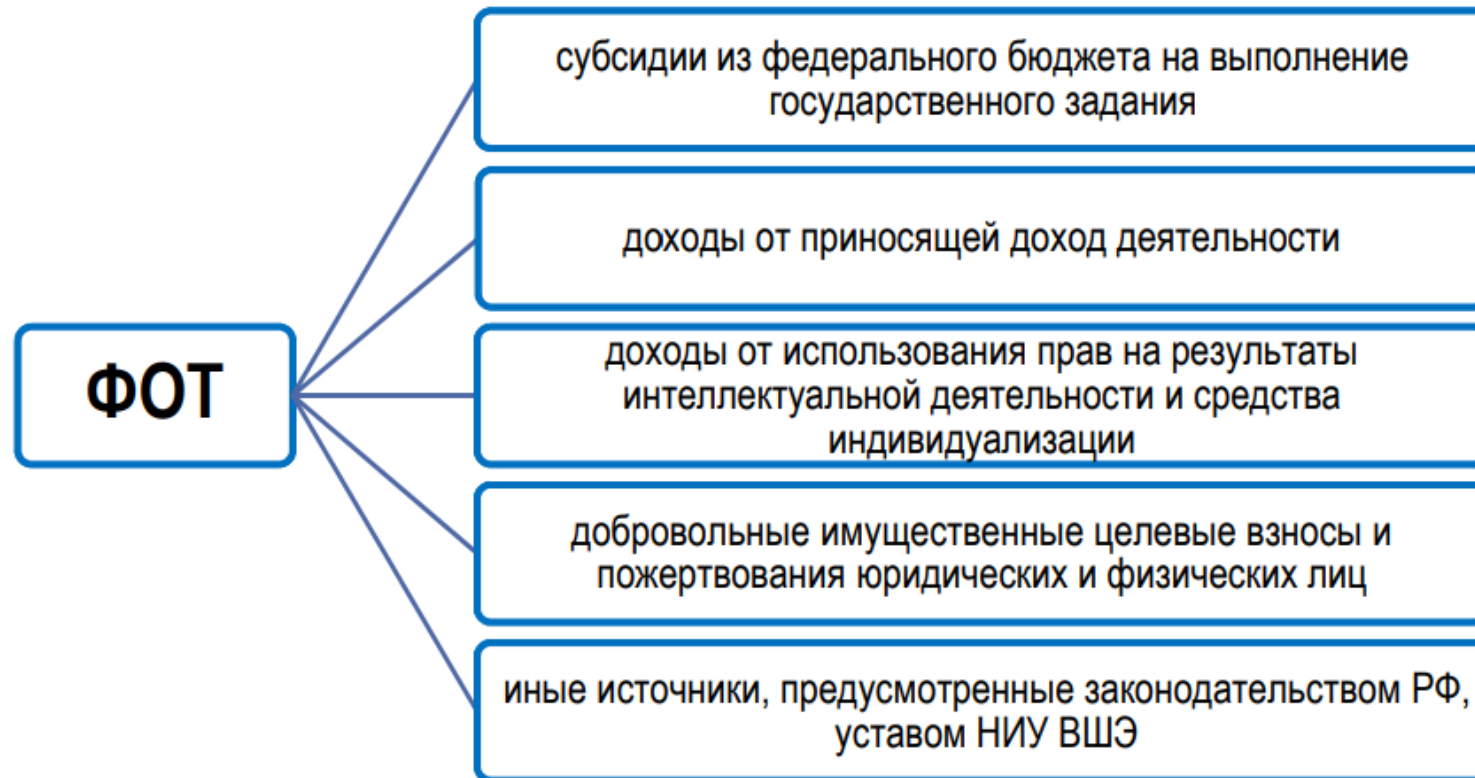 ФОТ
субсидии из федерального бюджета на выполнение
государственного задания
доходы от приносящей доход деятельности
доходы от использования прав на результаты
интеллектуальной деятельности и средства
индивидуализации
добровольные имущественные целевые взносы и
пожертвования юридических и физических лиц
иные источники, предусмотренные законодательством РФ,
уставом НИУ ВШЭ